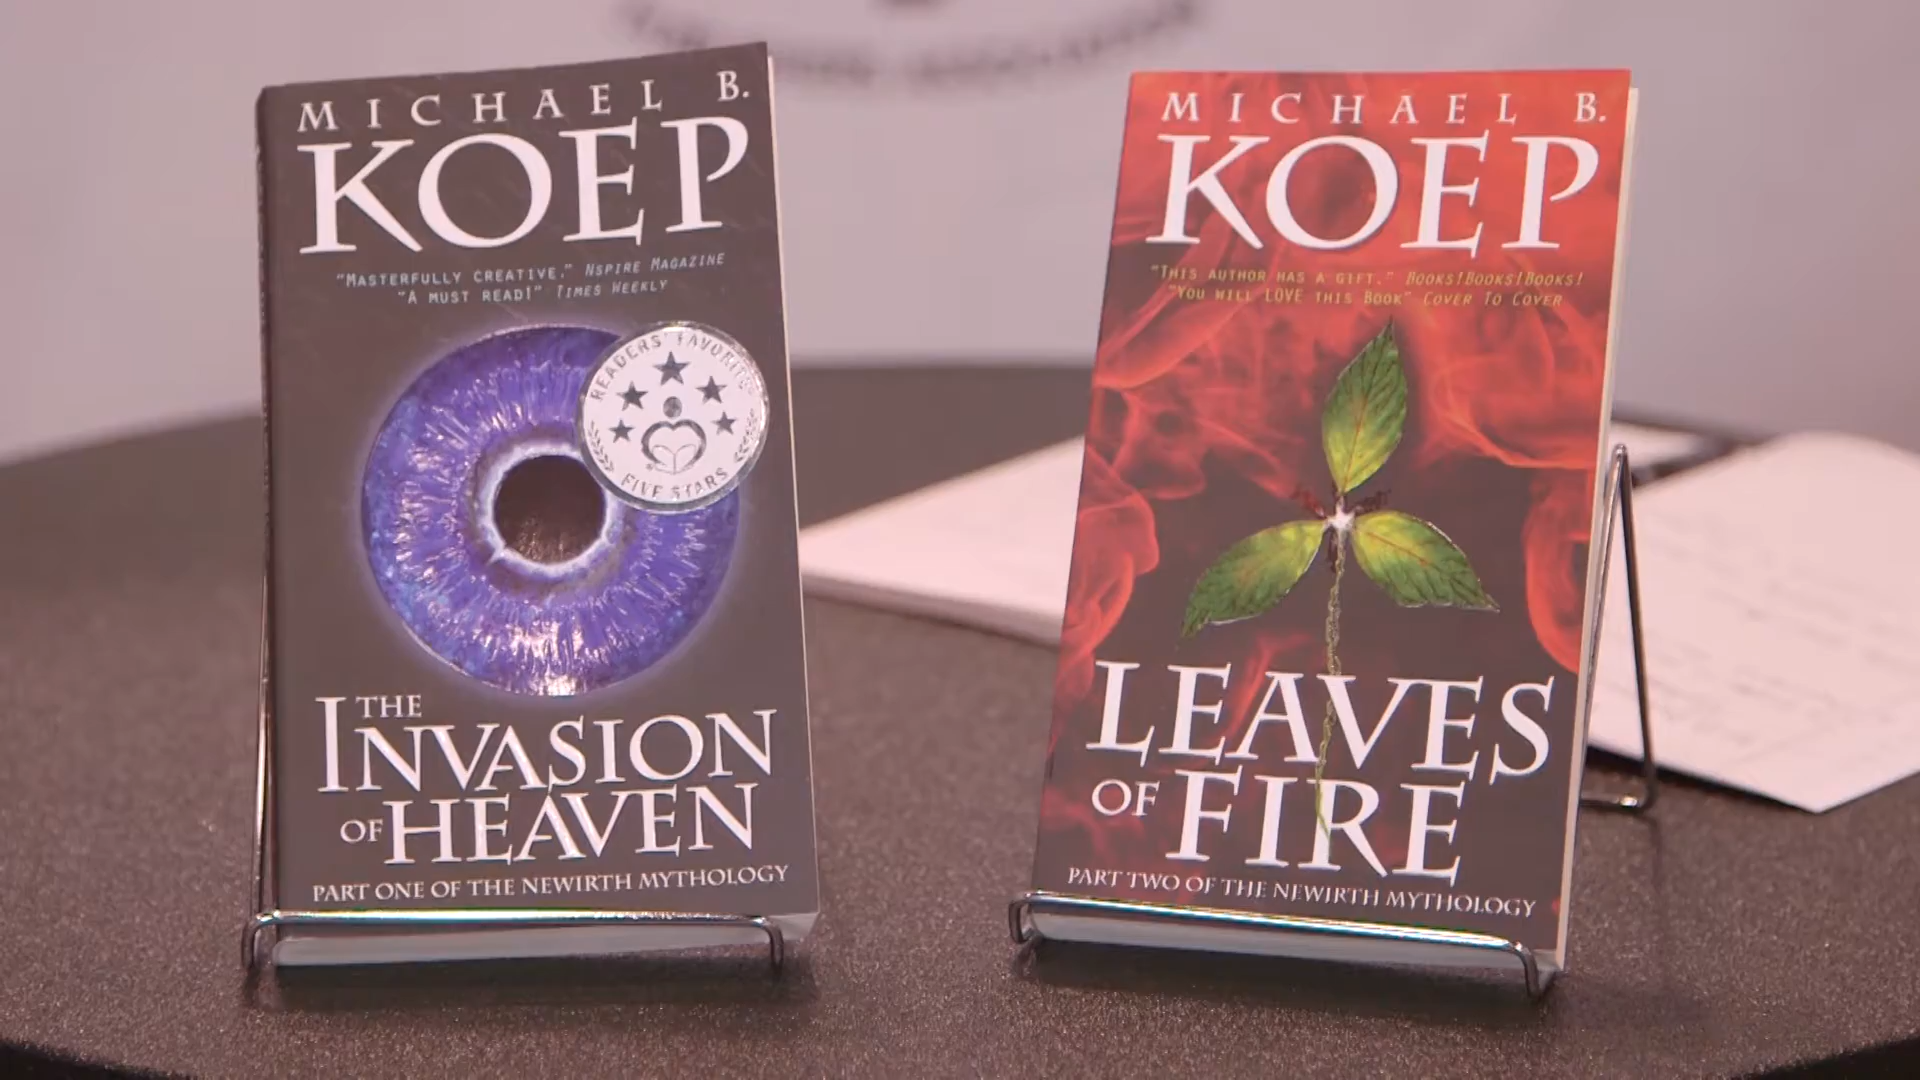 MICHAEL B.
KOEP
"MASTERFULLY CREATIVE." NSPIRE MAGAZINE
"A MUST READ!" TIMES WEEKLY
READERS' FAVORITE
FIVE STARS
THE
INVASION
OF HEAVEN
PART ONE OF THE NEWIRTH MYTHOLOGY
MICHAEL B.
KOEP
"THIS AUTHOR HAS A GIFT." BOOKS!BOOKS!BOOKS!
"YOU WILL LOVE THIS BOOK" COVER TO COVER
LEAVES
OF FIRE
PART TWO OF THE NEWIRTH MYTHOLOGY